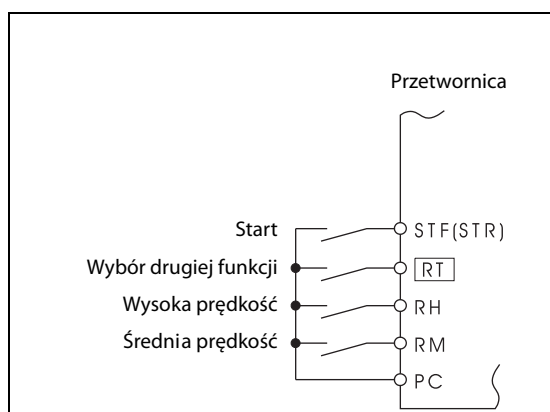 Przetwornica
Start STF(STR)
Wybór drugiej funkcji RT
Wysoka prędkość RH
Średnia prędkość RM
PC